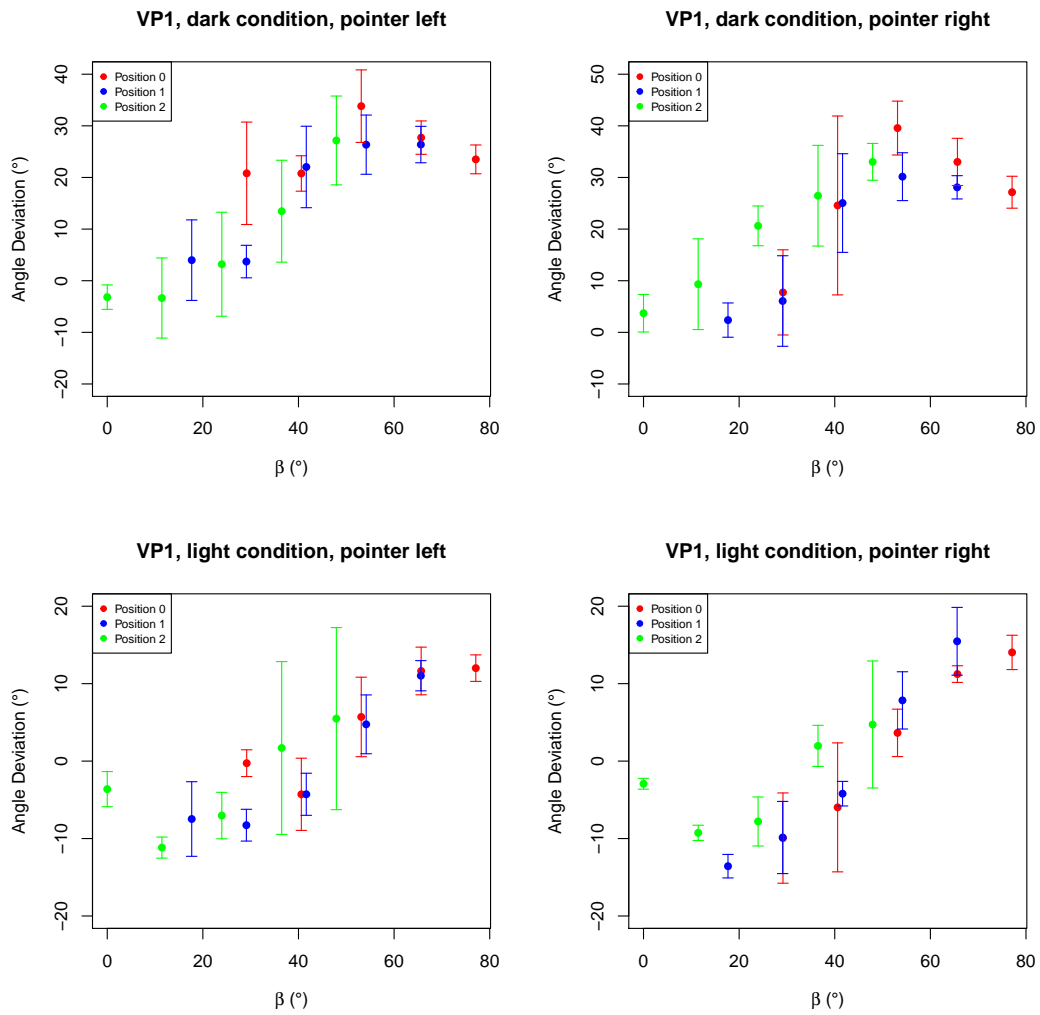 VP1, dark condition, pointer left
Position 0
Position 1
Position 2
Angle Deviation (°)
40
30
20
10
0
−10
−20
0 20 40 60 80
β (°)
VP1, dark condition, pointer right
Position 0
Position 1
Position 2
Angle Deviation (°)
50
40
30
20
10
0
−10
0 20 40 60 80
β (°)
VP1, light condition, pointer left
Position 0
Position 1
Position 2
Angle Deviation (°)
20
10
0
−10
−20
0 20 40 60 80
β (°)
VP1, light condition, pointer right
Position 0
Position 1
Position 2
Angle Deviation (°)
20
10
0
−10
−20
0 20 40 60 80
β (°)